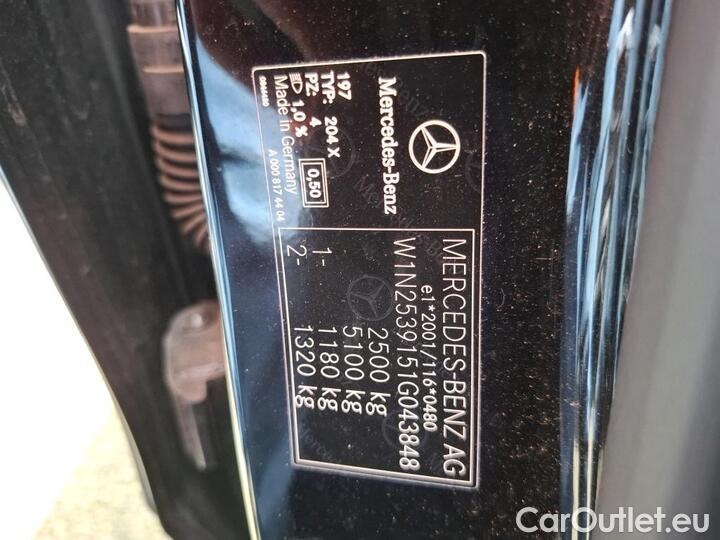 Mercedes-Benz
197
TYP: 204 X
PZ: 4
0,50
1,0 %
Made in Germany
A 000 817 44 04
MERCEDES-BENZ AG
e1*2001/116*0480
W1N2539151G043848
2500 kg
5100 kg
1- 1180 kg
2- 1320 kg
CarOutlet.eu